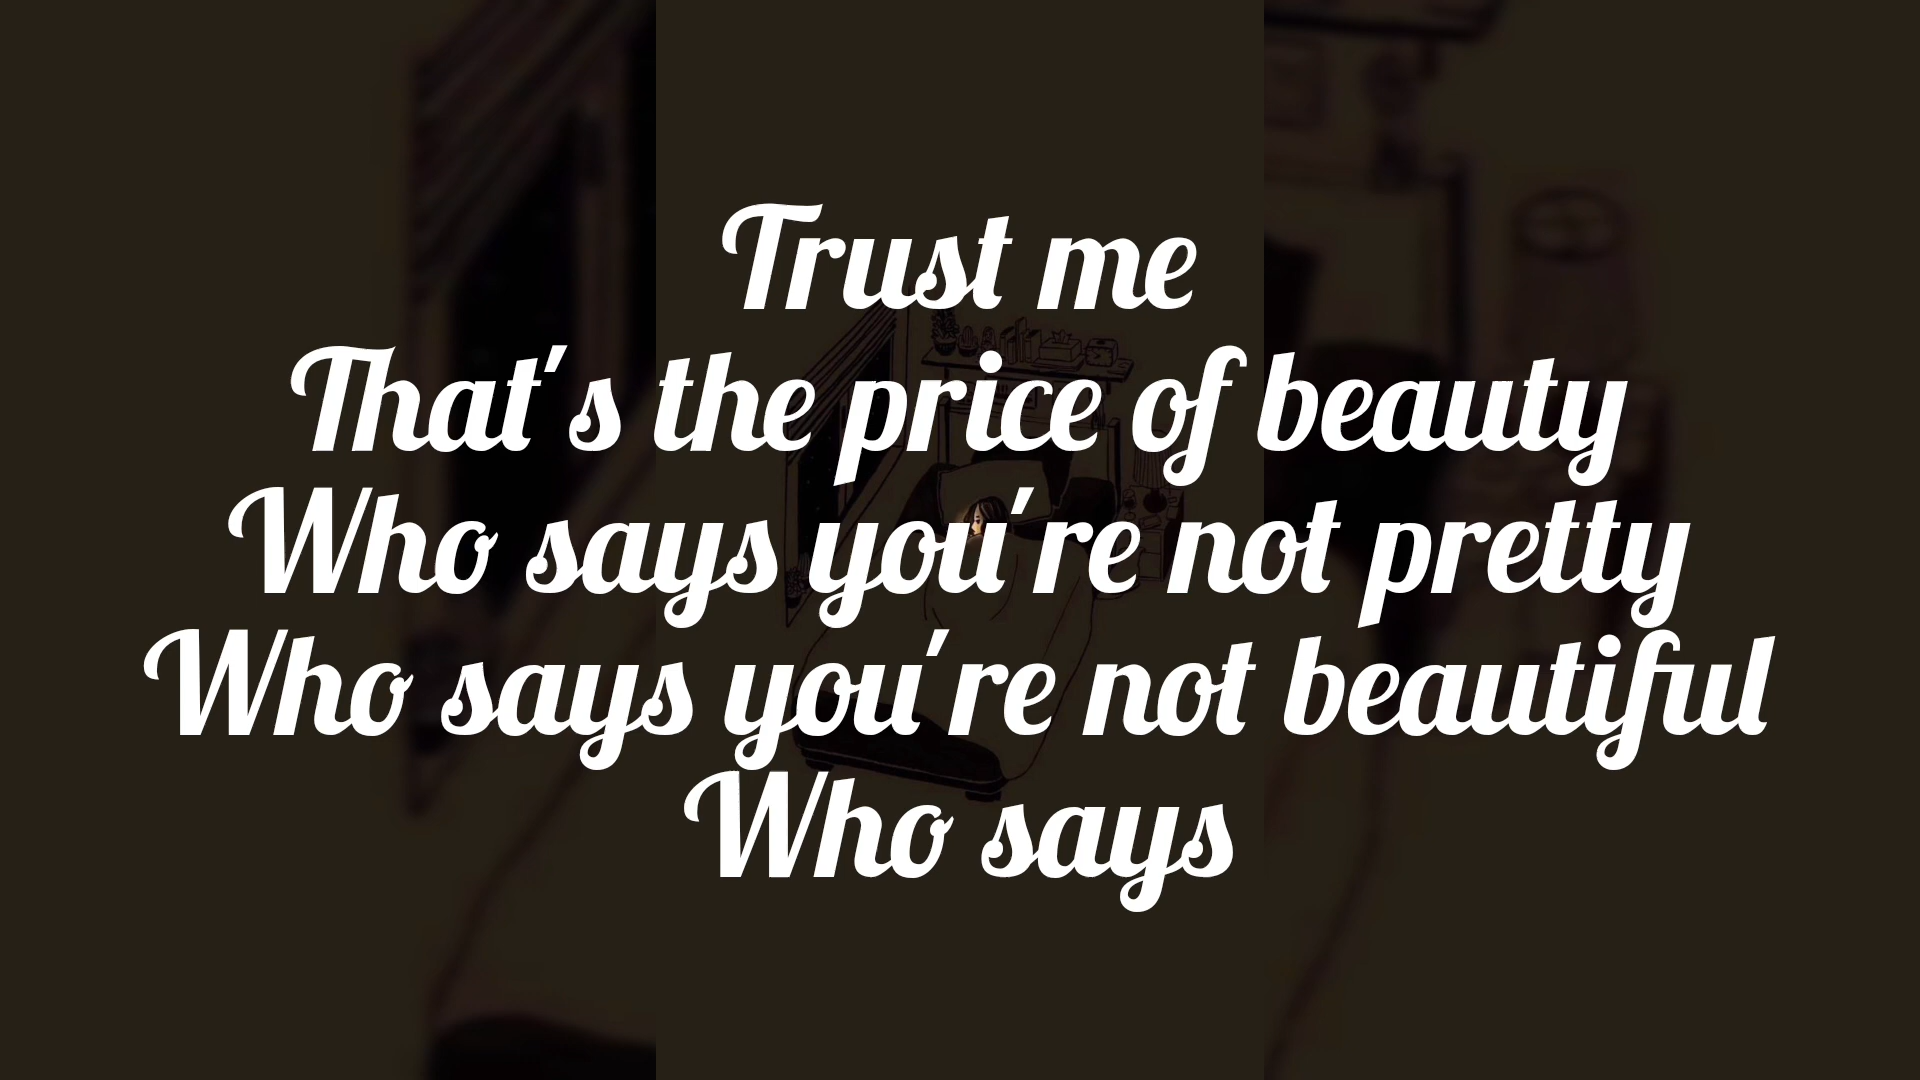 Trust me
That's the price of beauty
Who says you're not pretty
Who says you're not beautiful
Who says